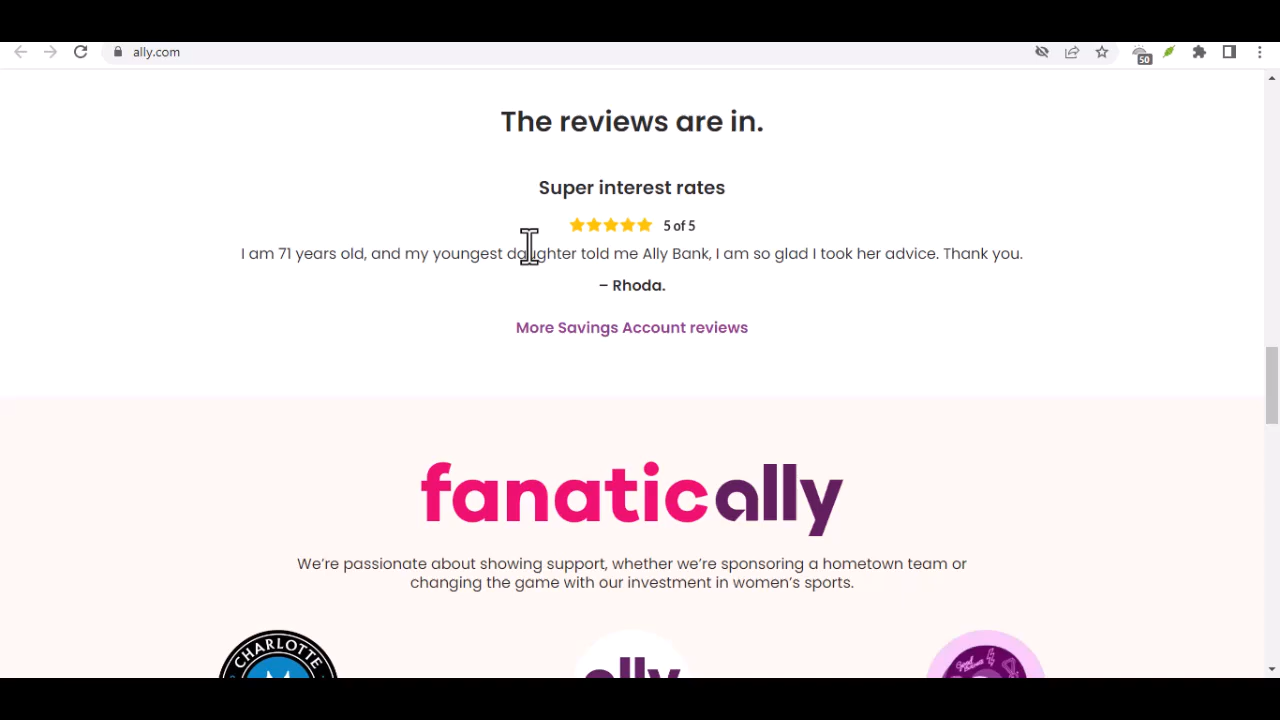 ally.com
50
The reviews are in.
Super interest rates
5 of 5
I am 71 years old, and my youngest daughter told me Ally Bank, I am so glad I took her advice. Thank you.
– Rhoda.
More Savings Account reviews
fanatically
We're passionate about showing support, whether we're sponsoring a hometown team or
changing the game with our investment in women's sports.
CHARLOTTE
ally